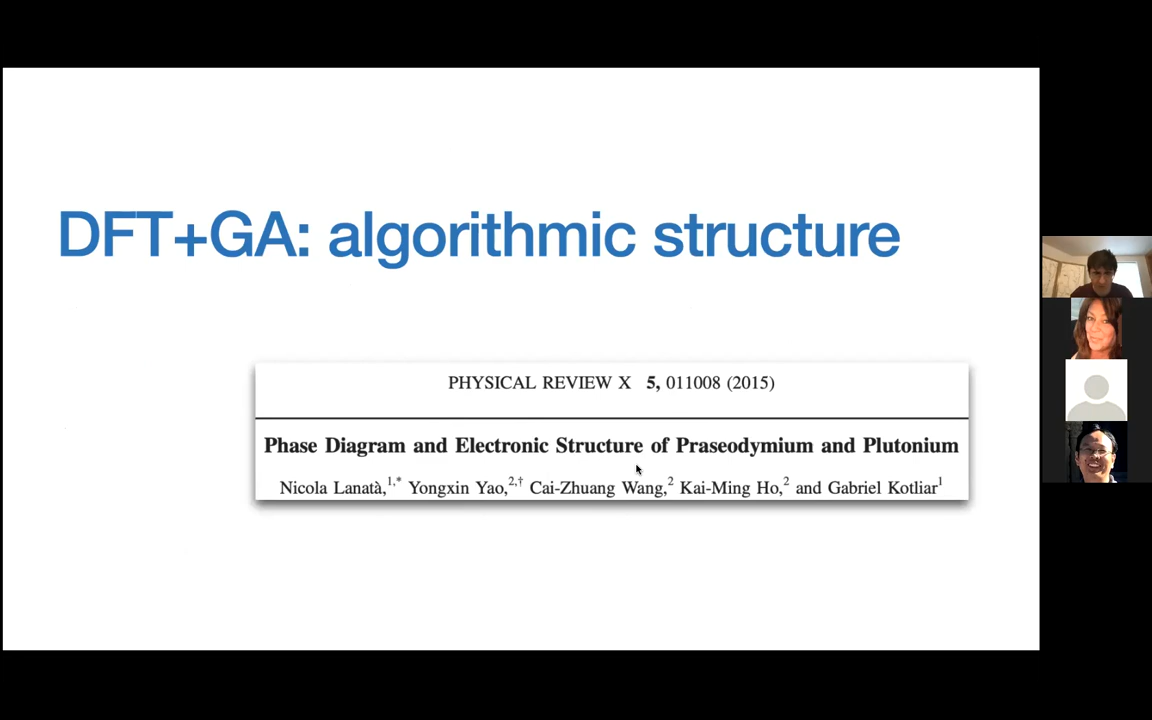 DFT+GA: algorithmic structure
PHYSICAL REVIEW X 5, 011008 (2015)
Phase Diagram and Electronic Structure of Praseodymium and Plutonium
Nicola Lanatà,1,* Yongxin Yao,2,† Cai-Zhuang Wang,2 Kai-Ming Ho,2 and Gabriel Kotliar1